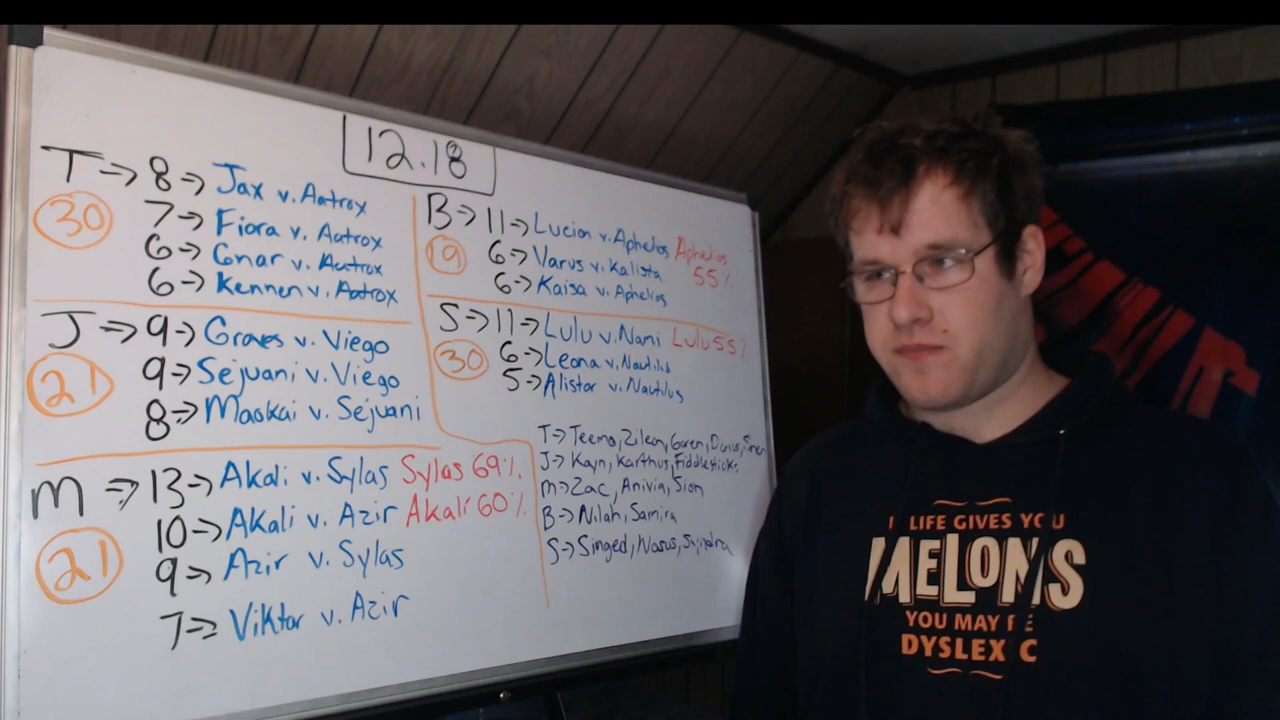 12.18
T => 8 => Jax v. Aatrox
30
7 => Fiora v. Aatrox
6 => Gnar v. Aatrox
6 => Kennen v. Aatrox
J => 9 => Graves v. Viego
21
9 => Sejuani v. Viego
8 => Maokai v. Sejuani
M => 13 => Akali v. Sylas Sylas 69%
21
10 => Akali v. Azir Akali 60%
9 => Azir v. Sylas
7 => Viktor v. Azir
B => 11 => Lucian v. Aphelios Aphelios 55%
19
6 => Varus v. Kalista
6 => Kaisa v. Aphelios
S => 11 => Lulu v. Nami Lulu 55%
30
6 => Leona v. Nautilus
5 => Alistar v. Nautilus
T => Teemo, Zilean, Garen, Darius,
J => Kayn, Karthus, Fiddlesticks
M => Zac, Anivia, Sion
B => Nilah, Samira
S => Singed, Nasus, Syndra
LIFE GIVES YOU
MELONS
YOU MAY BE
DYSLEXIC